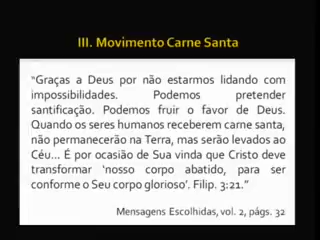 III. Movimento Carne Santa
“Graças a Deus por não estarmos lidando com
impossibilidades. Podemos pretender
santificação. Podemos fruir o favor de Deus.
Quando os seres humanos receberem carne santa,
não permanecerão na Terra, mas serão levados ao
Céu... É por ocasião de Sua vinda que Cristo deve
transformar ‘nosso corpo abatido, para ser
conforme o Seu corpo glorioso’. Filip. 3:21.”
Mensagens Escolhidas, vol. 2, págs. 32